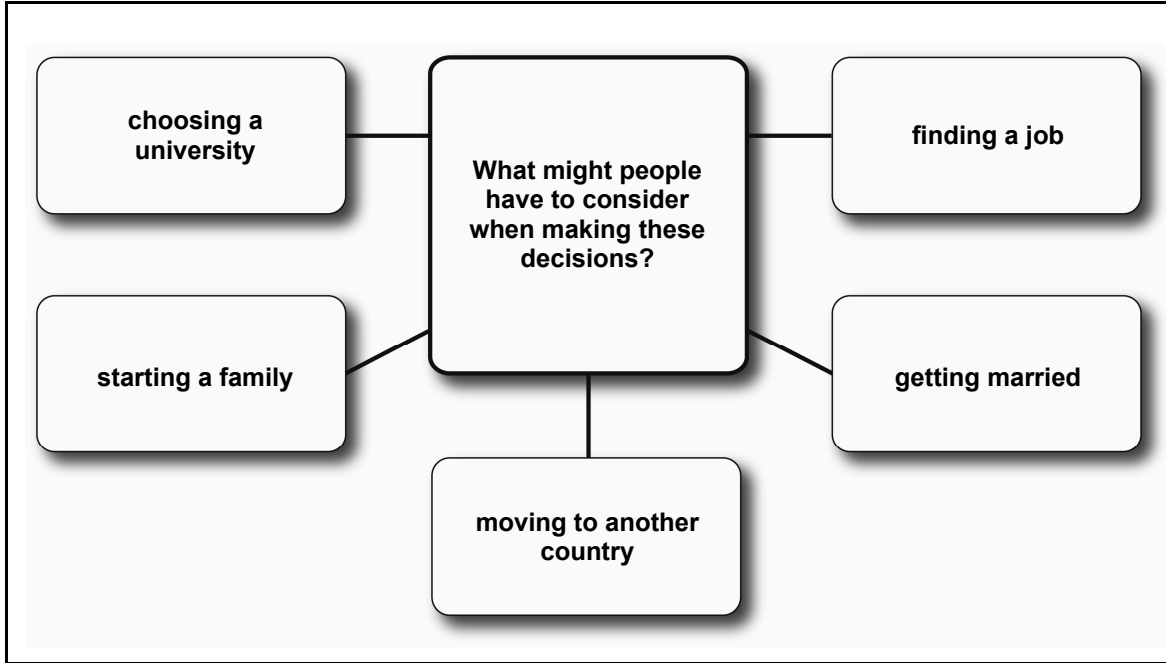 choosing a
university
What might people
have to consider
when making these
decisions?
finding a job
starting a family
getting married
moving to another
country